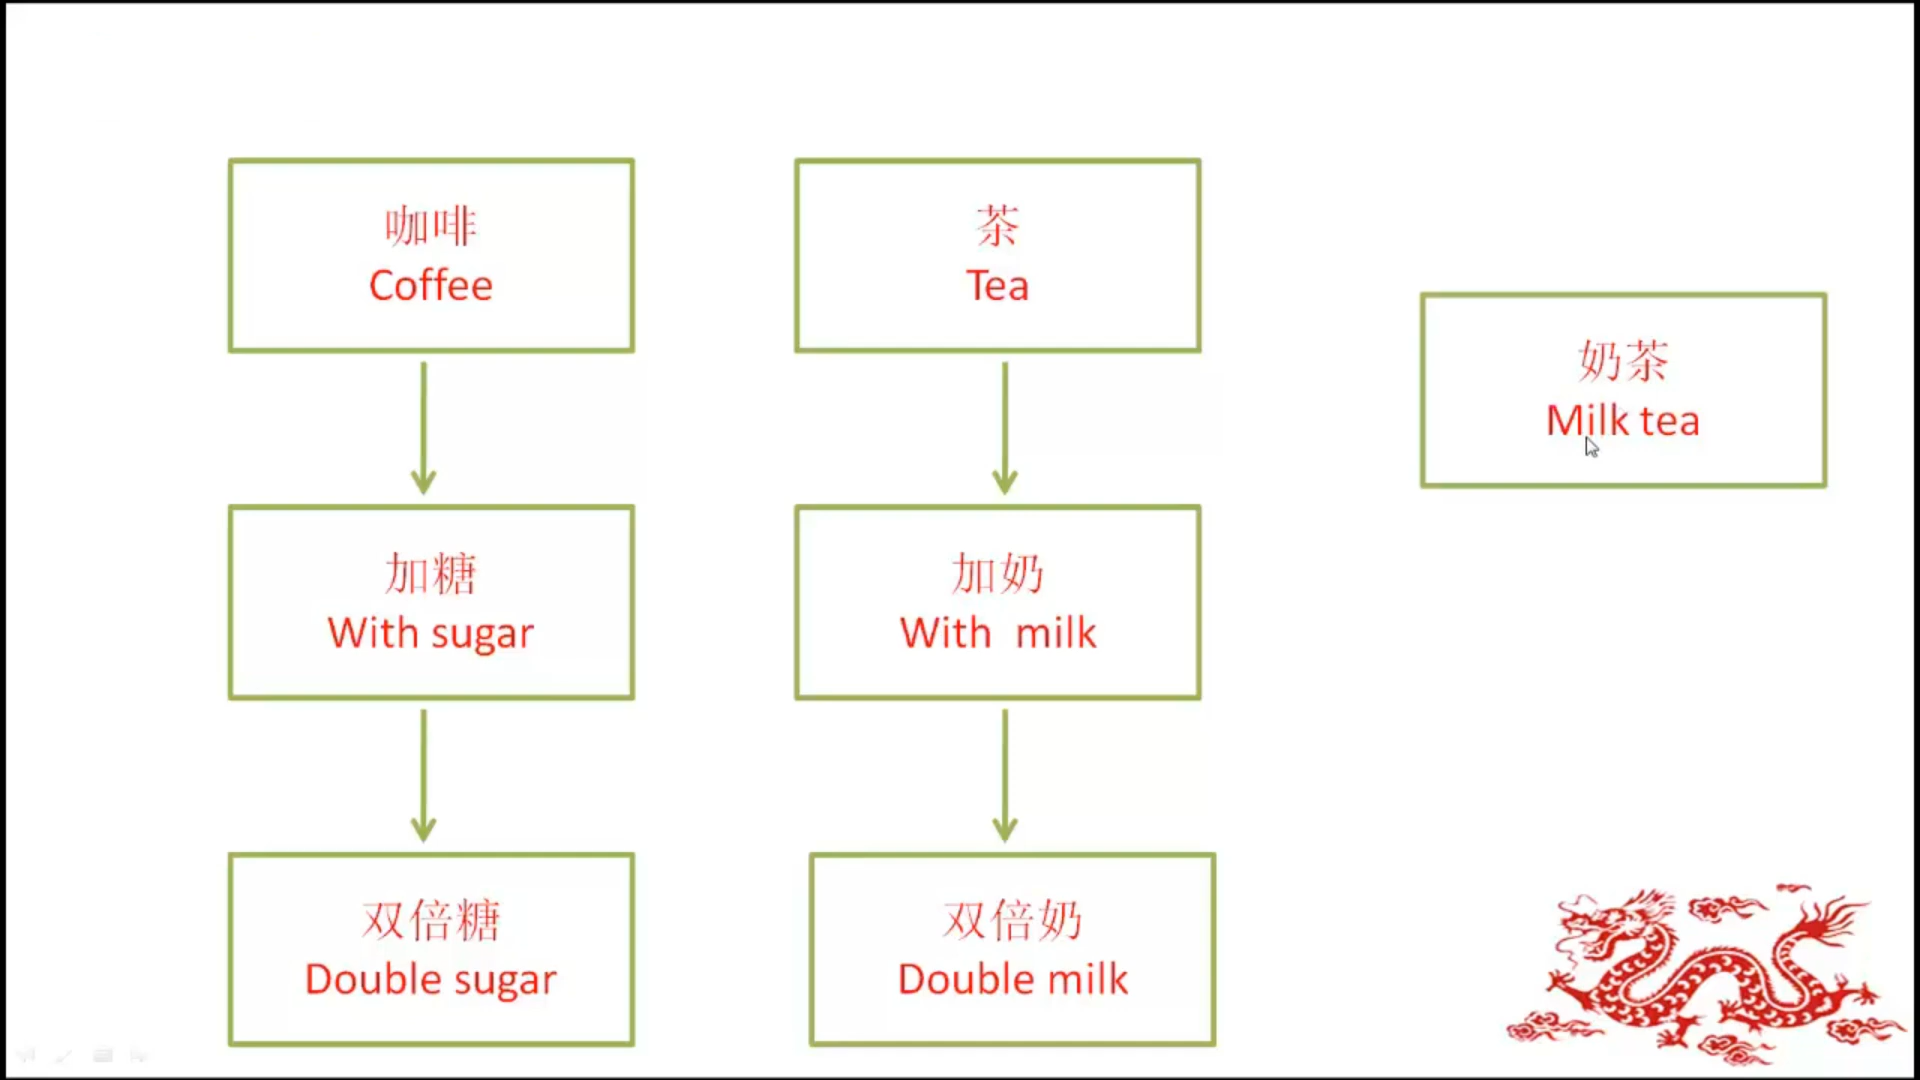 咖啡
Coffee
茶
Tea
奶茶
Milk tea
加糖
With sugar
加奶
With  milk
双倍糖
Double sugar
双倍奶
Double milk